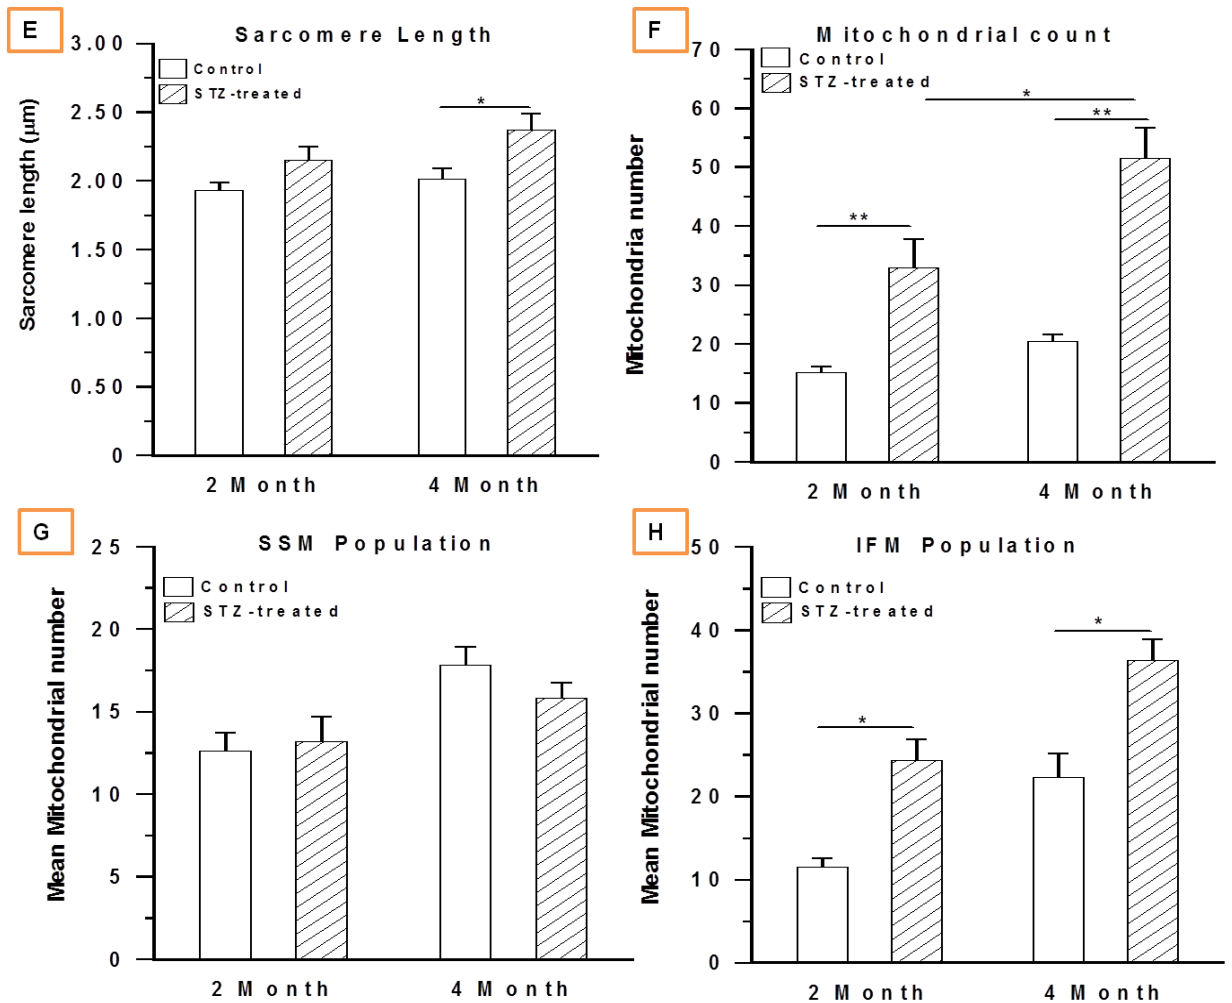 E
Sarcomere Length
3.00
2.50
2.00
1.50
1.00
0.50
0
Sarcomere length (μm)
Control
STZ-treated
*
2 Month
4 Month
F
Mitochondrial count
70
60
50
40
30
20
10
0
Mitochondria number
Control
STZ-treated
*
**
**
2 Month
4 Month
G
SSM Population
25
20
15
10
5
0
Mean Mitochondrial number
Control
STZ-treated
2 Month
4 Month
H
IFM Population
50
40
30
20
10
0
Mean Mitochondrial number
Control
STZ-treated
*
*
2 Month
4 Month